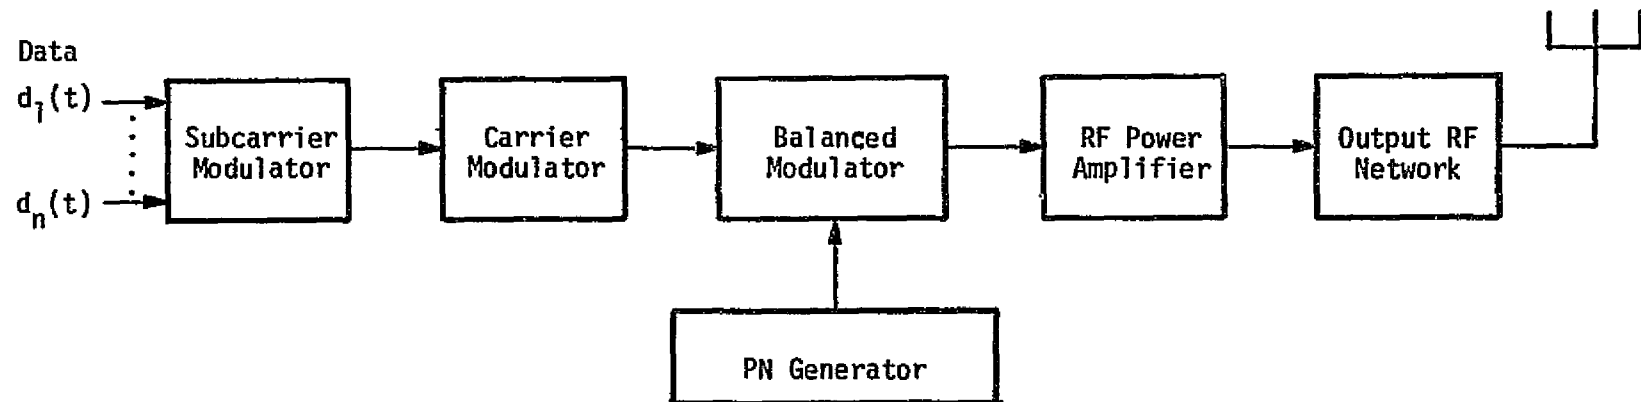 Data
d₁(t)
dₙ(t)
Subcarrier
Modulator
Carrier
Modulator
Balanced
Modulator
RF Power
Amplifier
Output RF
Network
PN Generator